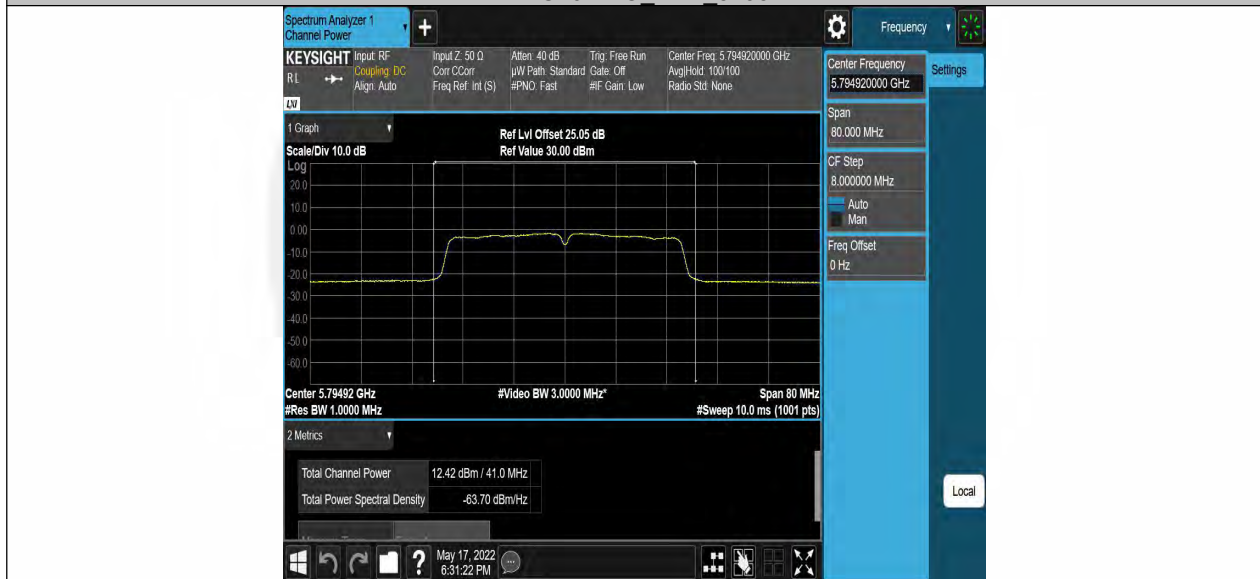 Spectrum Analyzer 1
Channel Power
+
Frequency
KEYSIGHT
RL
LXI
Input: RF
Coupling: DC
Align: Auto
Input Z: 50 Ω
Corr CCorr
Freq Ref: Int (S)
Atten: 40 dB
µW Path: Standard
#PNO: Fast
Trig: Free Run
Gate: Off
#IF Gain: Low
Center Freq: 5.794920000 GHz
Avg|Hold: 100/100
Radio Std: None
Center Frequency
5.794920000 GHz
Settings
Span
80.000 MHz
CF Step
8.000000 MHz
Auto
Man
Freq Offset
0 Hz
1 Graph
Scale/Div 10.0 dB
Ref Lvl Offset 25.05 dB
Ref Value 30.00 dBm
Log
20.0
10.0
0.00
-10.0
-20.0
-30.0
-40.0
-50.0
-60.0
Center 5.79492 GHz
#Video BW 3.0000 MHz*
Span 80 MHz
#Res BW 1.0000 MHz
#Sweep 10.0 ms (1001 pts)
2 Metrics
Total Channel Power 12.42 dBm / 41.0 MHz
Total Power Spectral Density -63.70 dBm/Hz
Local
?
May 17, 2022
6:31:22 PM